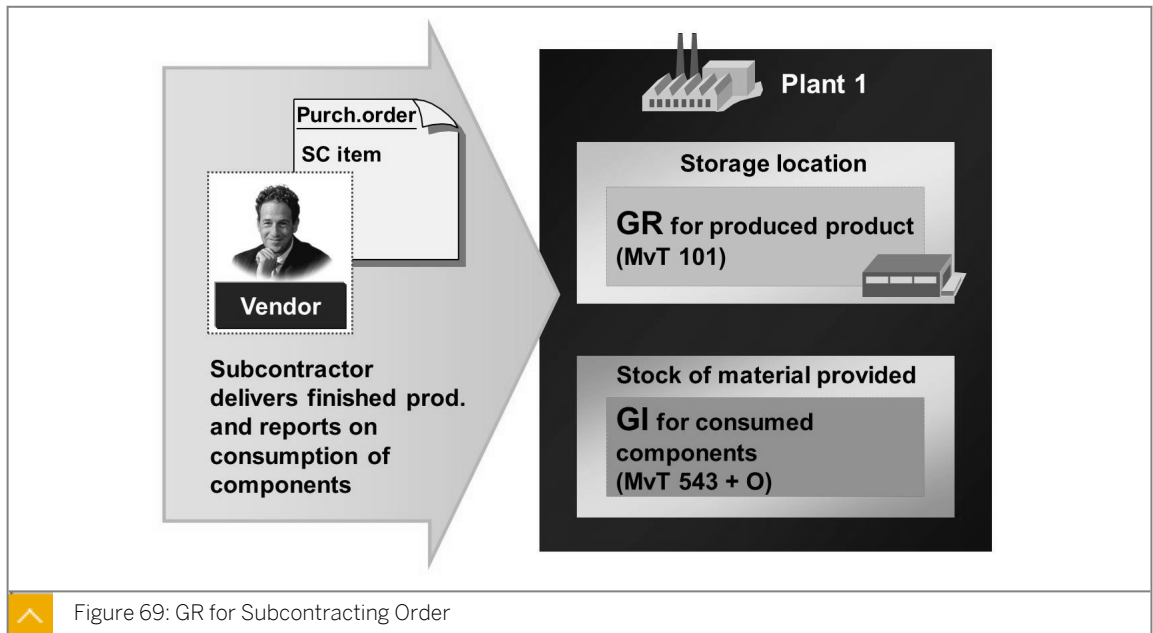 Purch.order
SC item
Vendor
Subcontractor
delivers finished prod.
and reports on
consumption of
components
Plant 1
Storage location
GR for produced product
(MvT 101)
Stock of material provided
GI for consumed
components
(MvT 543 + O)
Figure 69: GR for Subcontracting Order